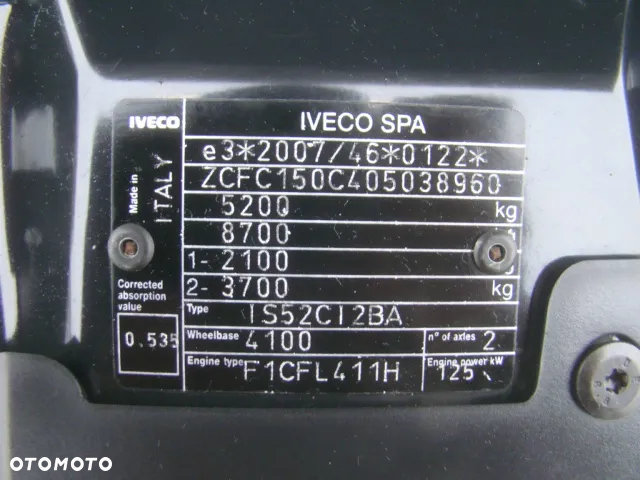 IVECO
IVECO SPA
Made in
ITALY
e3*2007/46*0122*
ZCFC150C405038960
5200 kg
8700
1- 2100
2- 3700 kg
Corrected
absorption
value
0.535
Type IS52CI2BA
Wheelbase 4100 n° of axles 2
Engine type F1CFL411H Engine power kW
125
OTOMOTO
OTOMOTO